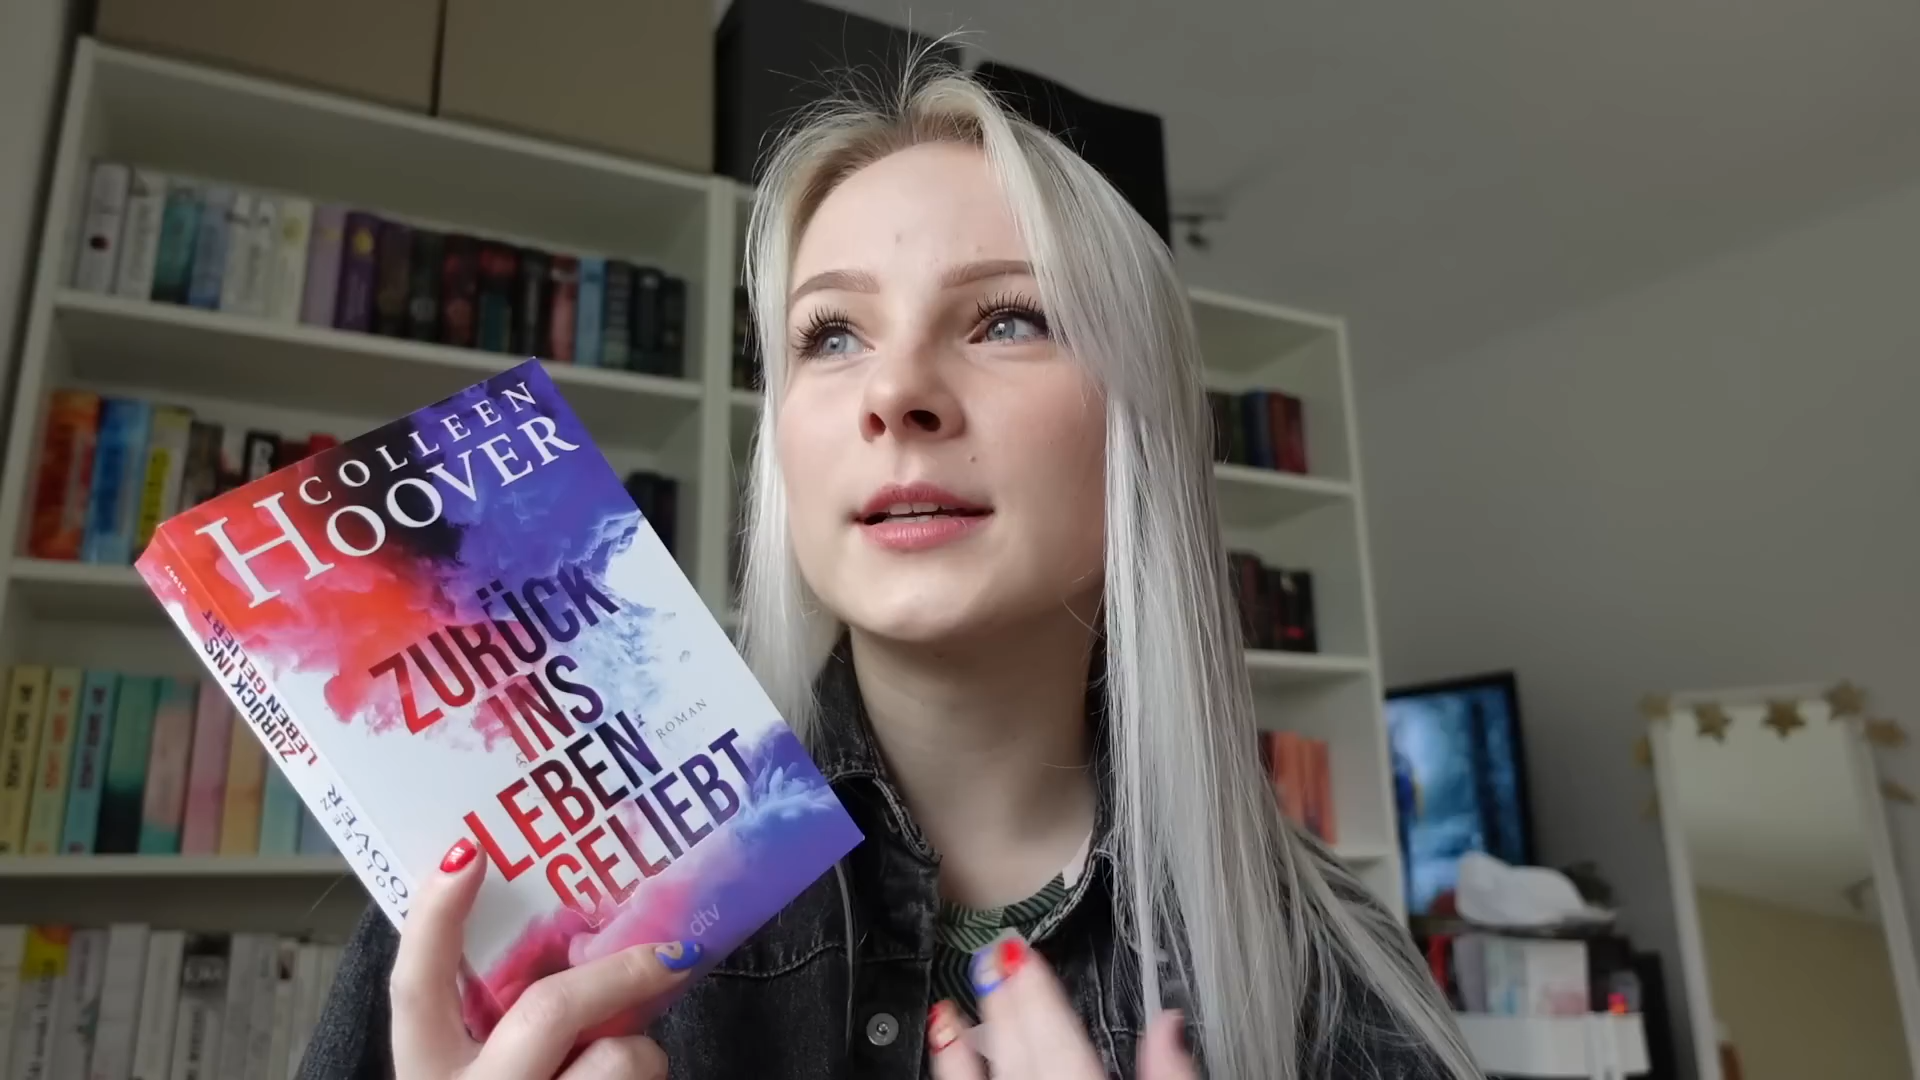 COLLEEN
HOOVER
ZURÜCK
INS
LEBEN
GELIEBT
ROMAN
dtv
ZURÜCK INS
LEBEN GELIEBT
COLLEEN
HOOVER